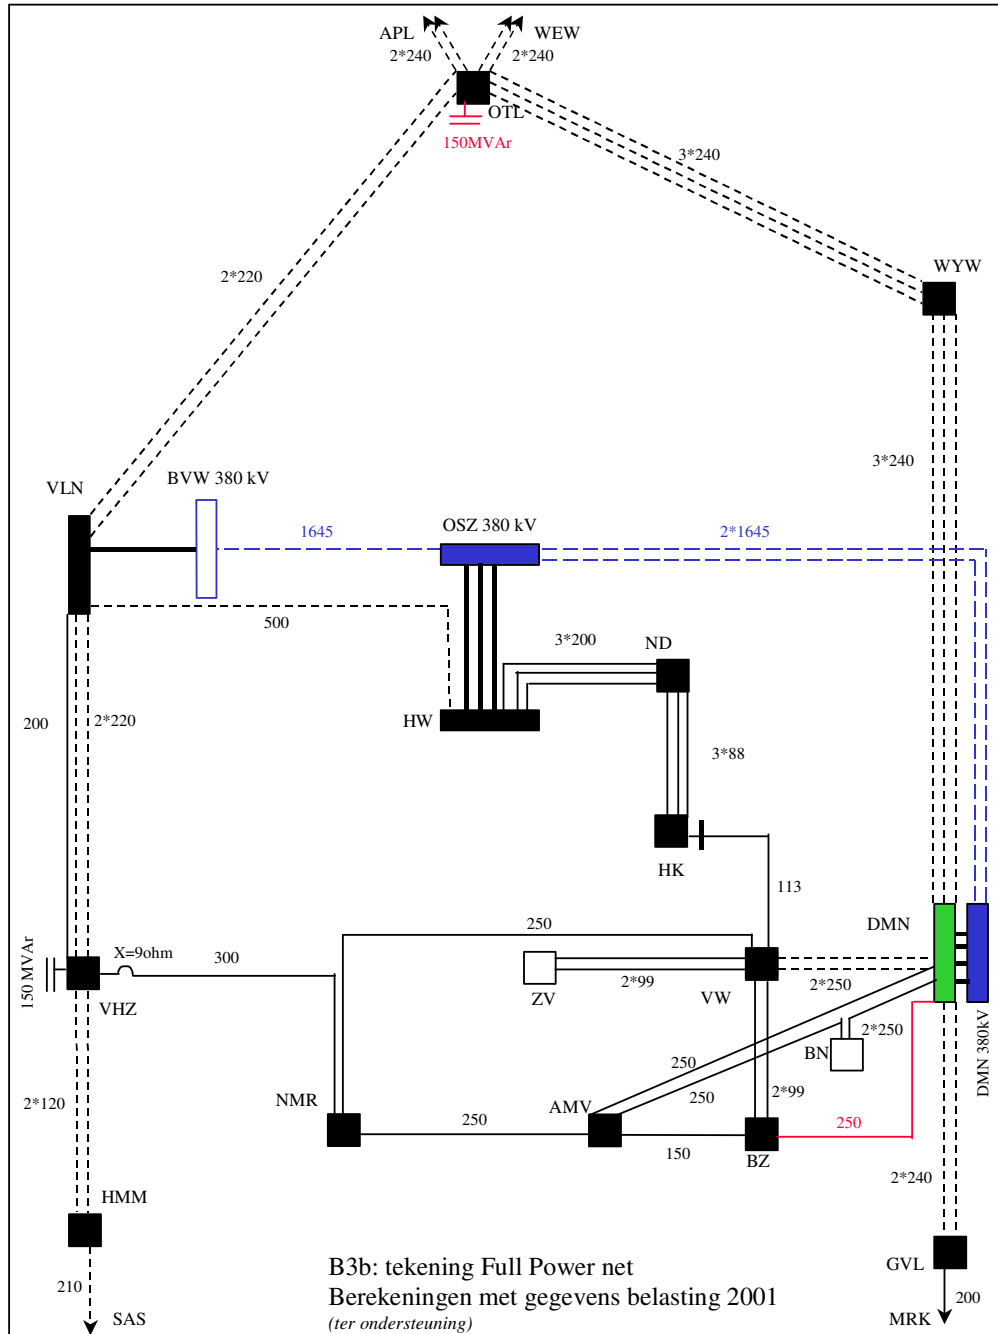 APL
WEW
2*240
2*240
OTL
150MVAr
3*240
2*220
WYW
3*240
BVW 380 kV
VLN
OSZ 380 kV
1645
2*1645
500
3*200
ND
HW
200
2*220
3*88
HK
113
DMN
250
X=9ohm
300
150 MVAr
VHZ
ZV
2*99
VW
2*250
2*250
BN
DMN 380kV
250
250
2*99
2*120
NMR
AMV
250
150
BZ
250
2*240
HMM
GVL
210
SAS
200
MRK
B3b: tekening Full Power net
Berekeningen met gegevens belasting 2001
(ter ondersteuning)